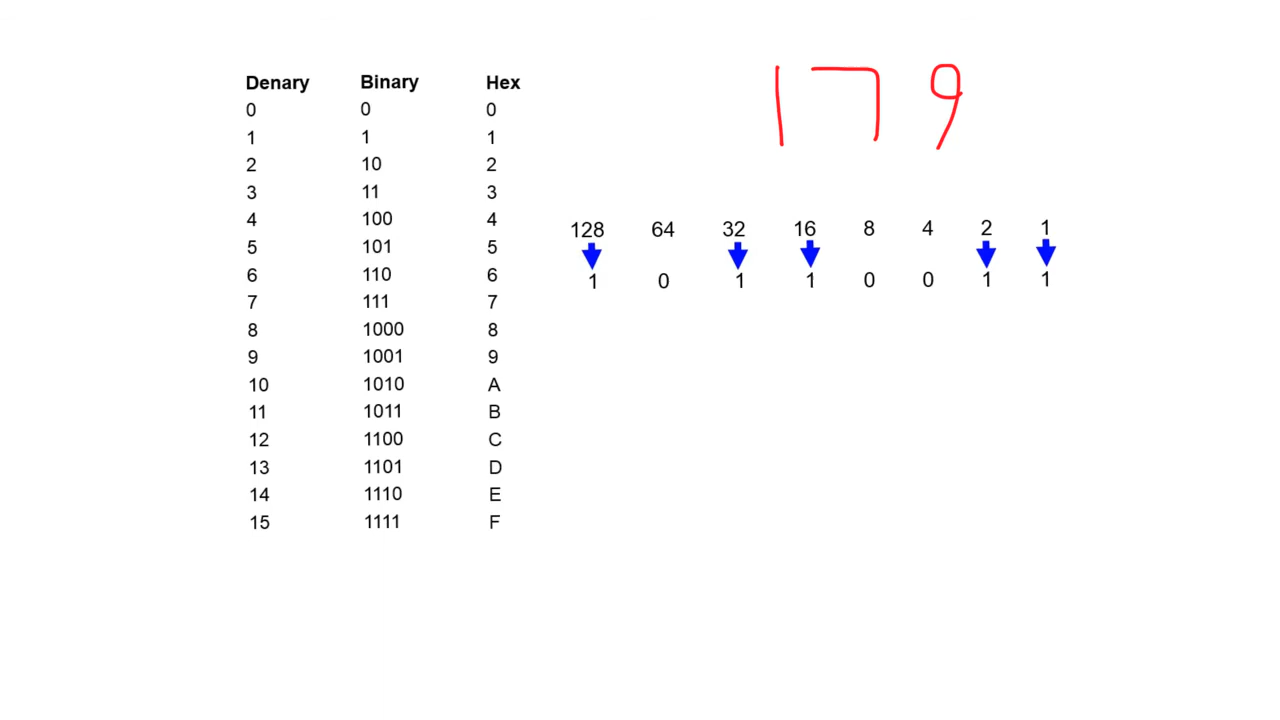 Denary Binary Hex
0 0 0
1 1 1
2 10 2
3 11 3
4 100 4
5 101 5
6 110 6
7 111 7
8 1000 8
9 1001 9
10 1010 A
11 1011 B
12 1100 C
13 1101 D
14 1110 E
15 1111 F
179
128 64 32 16 8 4 2 1
1 0 1 1 0 0 1 1